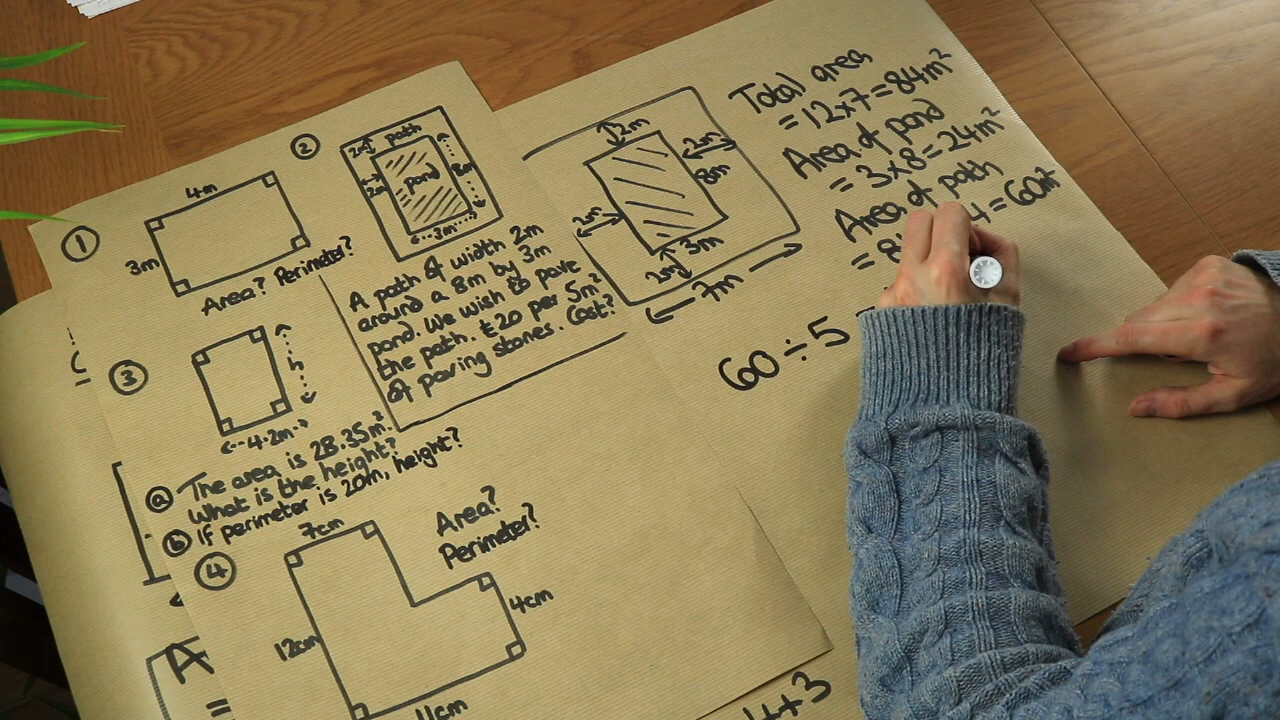 ①
4m
3m
Area? Perimeter?
②
path
2m
2m
pond
8m
3m
A path of width 2m
around a 8m by 3m
pond. We wish to pave
the path. £20 per 5m²
of paving stones. Cost?
③
h
4.2m
ⓐ The area is 28.35m².
What is the height?
ⓑ If perimeter is 20m, height?
④
7cm
Area?
Perimeter?
12cm
4cm
11cm
2m
2m
8m
2m
3m
2m
7m
Total area
= 12×7 = 84m²
Area of pond
= 3×8 = 24m²
Area of path
= 8 4 = 60m²
60 ÷ 5
A
=
4+3